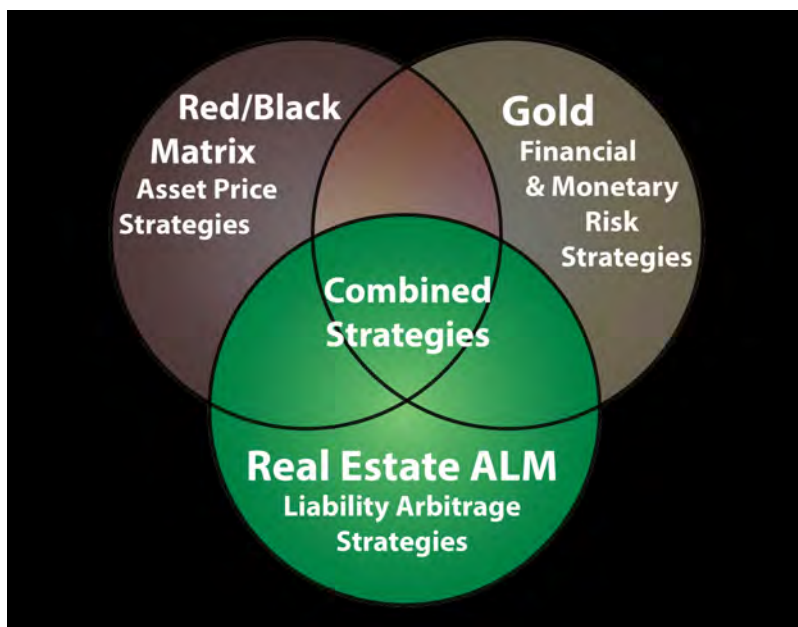 Red/Black
Matrix
Asset Price
Strategies
Gold
Financial
& Monetary
Risk
Strategies
Combined
Strategies
Real Estate ALM
Liability Arbitrage
Strategies